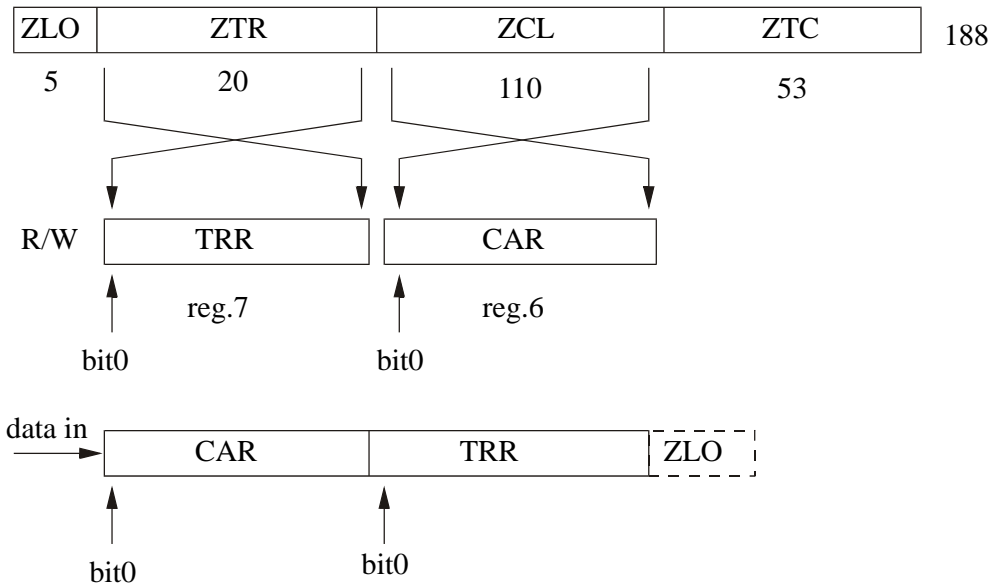 ZLO ZTR ZCL ZTC 188
5 20 110 53
R/W TRR CAR
reg.7 reg.6
bit0 bit0
data in
CAR TRR ZLO
bit0 bit0